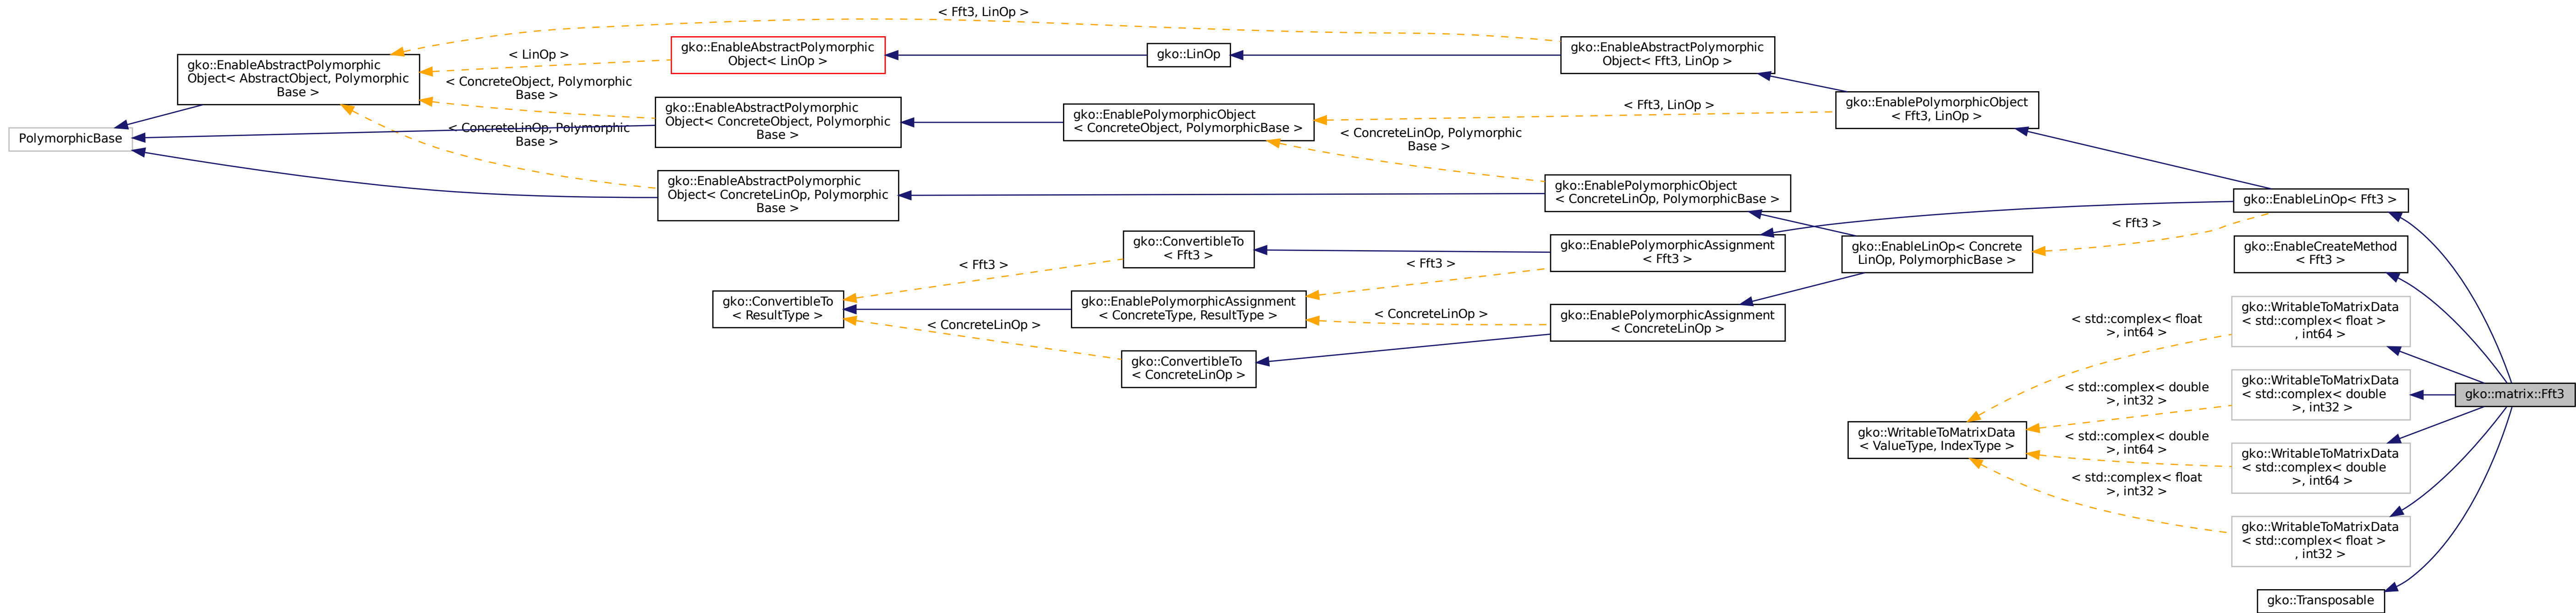 PolymorphicBase
gko::EnableAbstractPolymorphic
Object< AbstractObject, Polymorphic
Base >
< Fft3, LinOp >
< LinOp >
< ConcreteObject, Polymorphic
Base >
< ConcreteLinOp, Polymorphic
Base >
gko::EnableAbstractPolymorphic
Object< LinOp >
gko::EnableAbstractPolymorphic
Object< ConcreteObject, Polymorphic
Base >
gko::EnableAbstractPolymorphic
Object< ConcreteLinOp, Polymorphic
Base >
gko::LinOp
gko::EnablePolymorphicObject
< ConcreteObject, PolymorphicBase >
gko::EnableAbstractPolymorphic
Object< Fft3, LinOp >
< Fft3, LinOp >
< ConcreteLinOp, Polymorphic
Base >
gko::EnablePolymorphicObject
< Fft3, LinOp >
gko::EnablePolymorphicObject
< ConcreteLinOp, PolymorphicBase >
gko::ConvertibleTo
< ResultType >
< Fft3 >
< ConcreteLinOp >
gko::ConvertibleTo
< Fft3 >
gko::EnablePolymorphicAssignment
< ConcreteType, ResultType >
gko::ConvertibleTo
< ConcreteLinOp >
< Fft3 >
< ConcreteLinOp >
gko::EnablePolymorphicAssignment
< Fft3 >
gko::EnablePolymorphicAssignment
< ConcreteLinOp >
gko::EnableLinOp< Concrete
LinOp, PolymorphicBase >
< Fft3 >
gko::EnableLinOp< Fft3 >
gko::EnableCreateMethod
< Fft3 >
gko::WritableToMatrixData
< ValueType, IndexType >
< std::complex< float
>, int64 >
< std::complex< double
>, int32 >
< std::complex< double
>, int64 >
< std::complex< float
>, int32 >
gko::WritableToMatrixData
< std::complex< float >
, int64 >
gko::WritableToMatrixData
< std::complex< double
>, int32 >
gko::WritableToMatrixData
< std::complex< double
>, int64 >
gko::WritableToMatrixData
< std::complex< float >
, int32 >
gko::Transposable
gko::matrix::Fft3